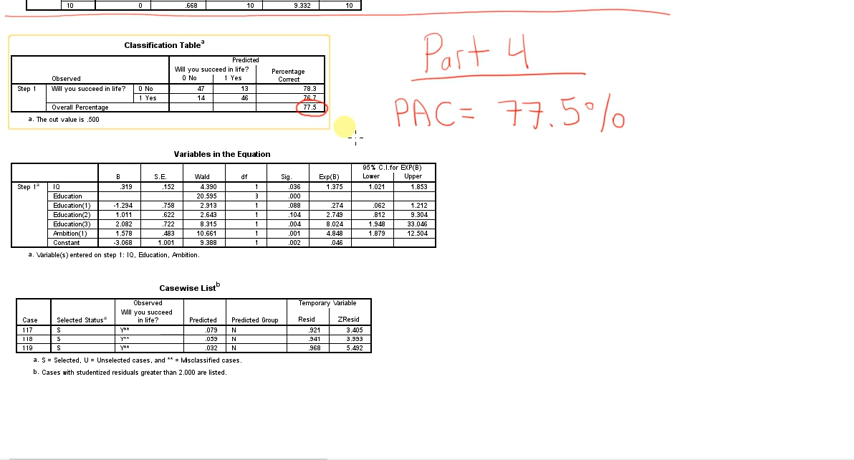 10 0 .668 10 9.332 10
Classification Tableª
Predicted
Will you succeed in life? Percentage Correct
Observed 0 No 1 Yes
Step 1 Will you succeed in life? 0 No 47 13 78.3
1 Yes 14 46 76.7
Overall Percentage 77.5
a. The cut value is .500
Part 4
PAC = 77.5%
Variables in the Equation
95% C.I.for EXP(B)
B S.E. Wald df Sig. Exp(B) Lower Upper
Step 1ª IQ .319 .152 4.390 1 .036 1.375 1.021 1.853
Education 20.595 3 .000
Education(1) -1.294 .758 2.913 1 .088 .274 .062 1.212
Education(2) 1.011 .622 2.643 1 .104 2.749 .812 9.304
Education(3) 2.082 .722 8.315 1 .004 8.024 1.948 33.046
Ambition(1) 1.578 .483 10.661 1 .001 4.848 1.879 12.504
Constant -3.068 1.001 9.388 1 .002 .046
a. Variable(s) entered on step 1: IQ, Education, Ambition.
Casewise Listᵇ
Observed Temporary Variable
Case Selected Statusª Will you succeed in life? Predicted Predicted Group Resid ZResid
117 S Y** .079 N .921 3.405
118 S Y** .059 N .941 3.993
119 S Y** .032 N .968 5.492
a. S = Selected, U = Unselected cases, and ** = Misclassified cases.
b. Cases with studentized residuals greater than 2.000 are listed.